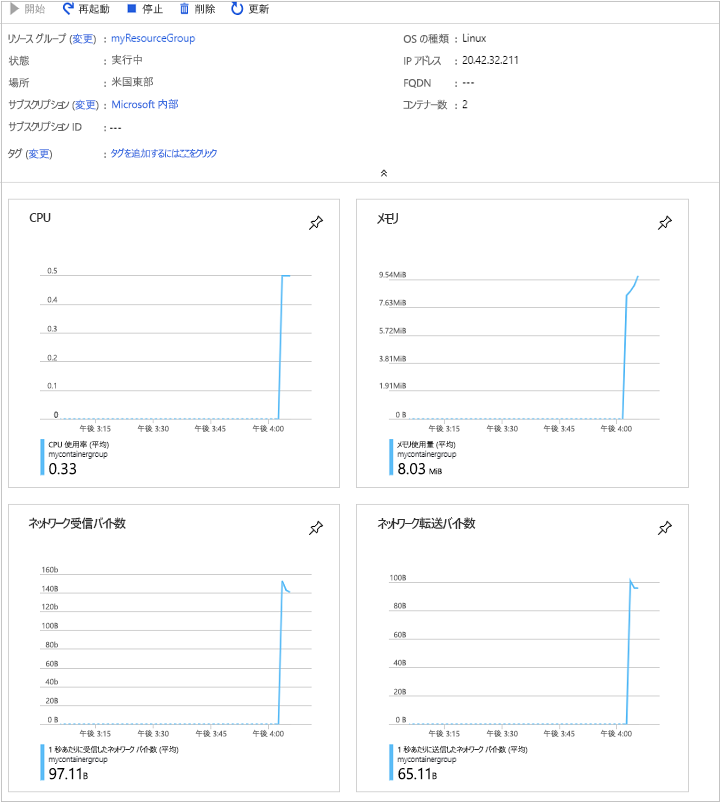 開始 再起動 停止 削除 更新
リソース グループ (変更) : myResourceGroup
状態 : 実行中
場所 : 米国東部
サブスクリプション (変更) : Microsoft 内部
サブスクリプション ID : ---
タグ (変更) : タグを追加するにはここをクリック
OS の種類 : Linux
IP アドレス : 20.42.32.211
FQDN : ---
コンテナー数 : 2
CPU
0.5
0.4
0.3
0.2
0.1
0
午後 3:15 午後 3:30 午後 3:45 午後 4:00
CPU 使用率 (平均)
mycontainergroup
0.33
メモリ
9.54MiB
7.63MiB
5.72MiB
3.81MiB
1.91MiB
0 B
午後 3:15 午後 3:30 午後 3:45 午後 4:00
メモリ使用量 (平均)
mycontainergroup
8.03 MiB
ネットワーク受信バイト数
160b
140B
120b
100B
80b
60B
40b
20B
0 B
午後 3:15 午後 3:30 午後 3:45 午後 4:00
1 秒あたりに受信したネットワーク バイト数 (平均)
mycontainergroup
97.11B
ネットワーク転送バイト数
100B
80B
60B
40B
20B
0 B
午後 3:15 午後 3:30 午後 3:45 午後 4:00
1 秒あたりに送信したネットワーク バイト数 (平均)
mycontainergroup
65.11B